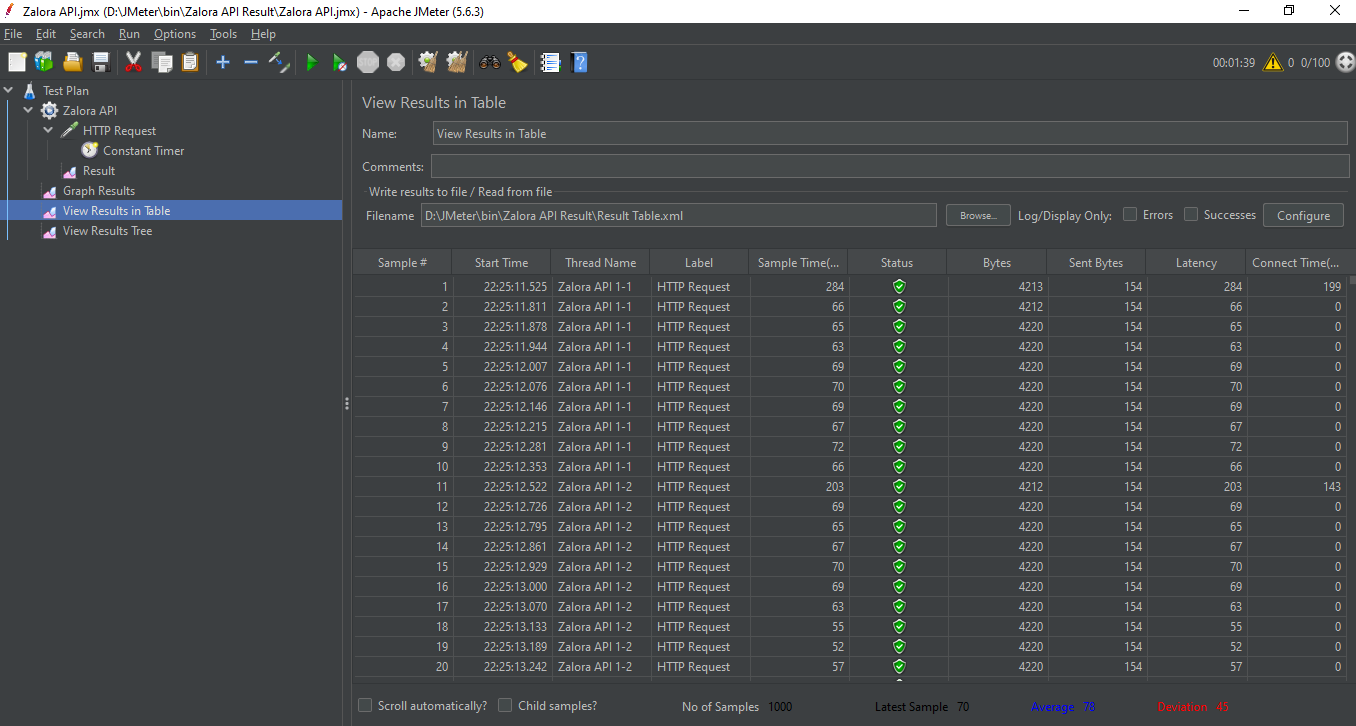 Zalora API.jmx (D:\JMeter\bin\Zalora API Result\Zalora API.jmx) - Apache JMeter (5.6.3)
File Edit Search Run Options Tools Help
STOP 00:01:39 0 0/100
Test Plan
Zalora API
HTTP Request
Constant Timer
Result
Graph Results
View Results in Table
View Results Tree
View Results in Table
Name: View Results in Table
Comments:
Write results to file / Read from file
Filename D:\JMeter\bin\Zalora API Result\Result Table.xml Browse... Log/Display Only: Errors Successes Configure
Sample # Start Time Thread Name Label Sample Time(... Status Bytes Sent Bytes Latency Connect Time(...
1 22:25:11.525 Zalora API 1-1 HTTP Request 284 4213 154 284 199
2 22:25:11.811 Zalora API 1-1 HTTP Request 66 4212 154 66 0
3 22:25:11.878 Zalora API 1-1 HTTP Request 65 4220 154 65 0
4 22:25:11.944 Zalora API 1-1 HTTP Request 63 4220 154 63 0
5 22:25:12.007 Zalora API 1-1 HTTP Request 69 4220 154 69 0
6 22:25:12.076 Zalora API 1-1 HTTP Request 70 4220 154 70 0
7 22:25:12.146 Zalora API 1-1 HTTP Request 69 4220 154 69 0
8 22:25:12.215 Zalora API 1-1 HTTP Request 67 4220 154 67 0
9 22:25:12.281 Zalora API 1-1 HTTP Request 72 4220 154 72 0
10 22:25:12.353 Zalora API 1-1 HTTP Request 66 4220 154 66 0
11 22:25:12.522 Zalora API 1-2 HTTP Request 203 4212 154 203 143
12 22:25:12.726 Zalora API 1-2 HTTP Request 69 4220 154 69 0
13 22:25:12.795 Zalora API 1-2 HTTP Request 65 4220 154 65 0
14 22:25:12.861 Zalora API 1-2 HTTP Request 67 4220 154 67 0
15 22:25:12.929 Zalora API 1-2 HTTP Request 70 4220 154 70 0
16 22:25:13.000 Zalora API 1-2 HTTP Request 69 4220 154 69 0
17 22:25:13.070 Zalora API 1-2 HTTP Request 63 4220 154 63 0
18 22:25:13.133 Zalora API 1-2 HTTP Request 55 4220 154 55 0
19 22:25:13.189 Zalora API 1-2 HTTP Request 52 4220 154 52 0
20 22:25:13.242 Zalora API 1-2 HTTP Request 57 4220 154 57 0
Scroll automatically? Child samples? No of Samples 1000 Latest Sample 70 Average 78 Deviation 45